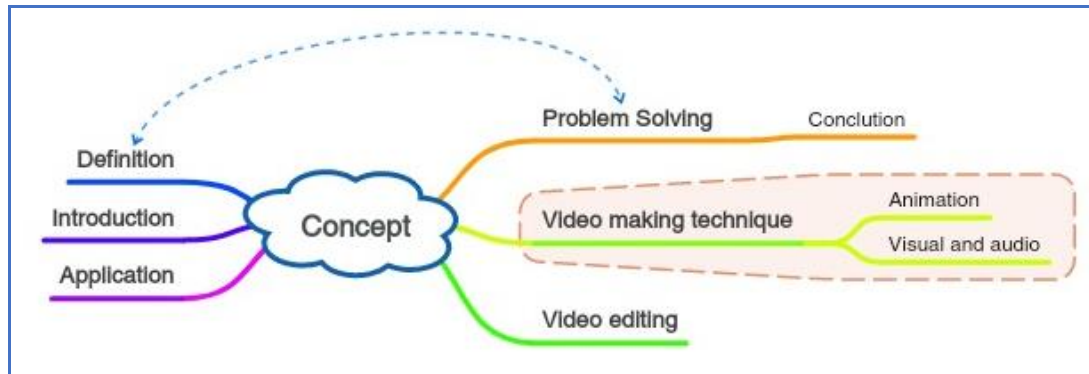 Definition
Introduction
Application
Concept
Problem Solving
Conclution
Video making technique
Animation
Visual and audio
Video editing